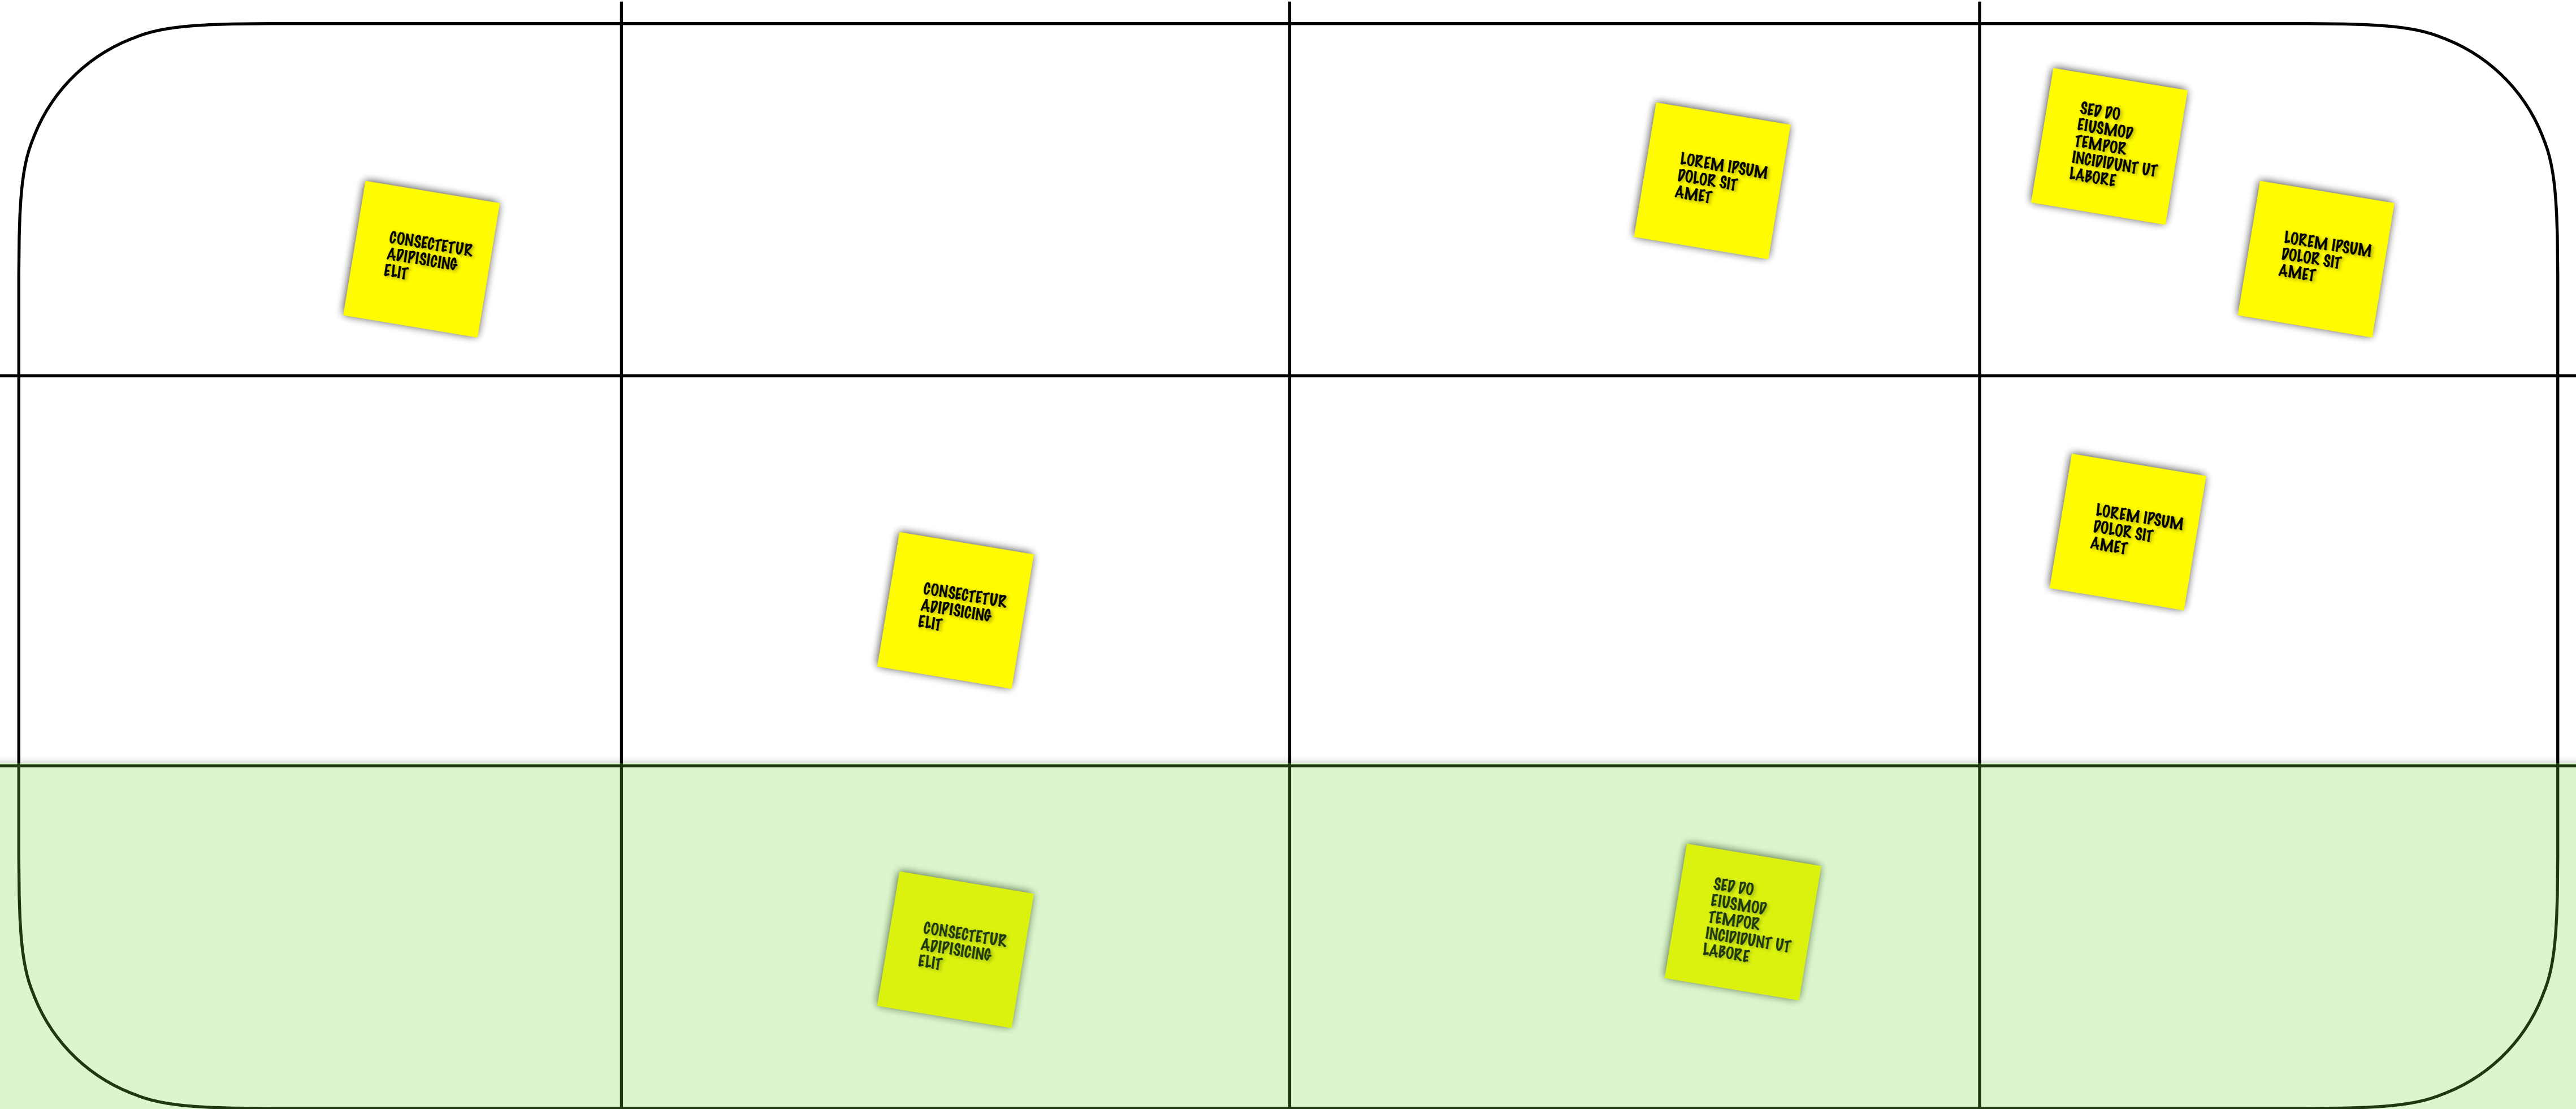 CONSECTETUR
ADIPISICING
ELIT
LOREM IPSUM
DOLOR SIT
AMET
SED DO
EIUSMOD
TEMPOR
INCIDIDUNT UT
LABORE
LOREM IPSUM
DOLOR SIT
AMET
CONSECTETUR
ADIPISICING
ELIT
LOREM IPSUM
DOLOR SIT
AMET
CONSECTETUR
ADIPISICING
ELIT
SED DO
EIUSMOD
TEMPOR
INCIDIDUNT UT
LABORE